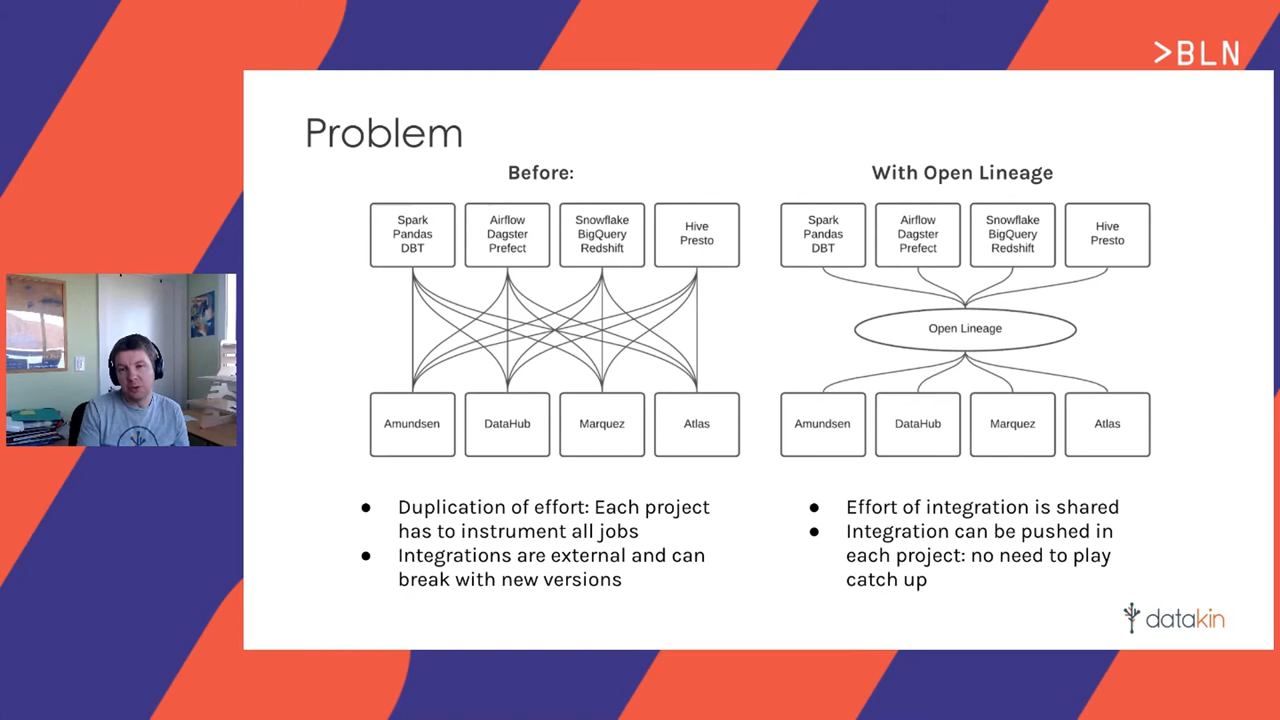 >BLN
Problem
Before:
With Open Lineage
Spark
Pandas
DBT
Airflow
Dagster
Prefect
Snowflake
BigQuery
Redshift
Hive
Presto
Spark
Pandas
DBT
Airflow
Dagster
Prefect
Snowflake
BigQuery
Redshift
Hive
Presto
Open Lineage
Amundsen
DataHub
Marquez
Atlas
Amundsen
DataHub
Marquez
Atlas
● Duplication of effort: Each project
has to instrument all jobs
● Integrations are external and can
break with new versions
● Effort of integration is shared
● Integration can be pushed in
each project: no need to play
catch up
datakin